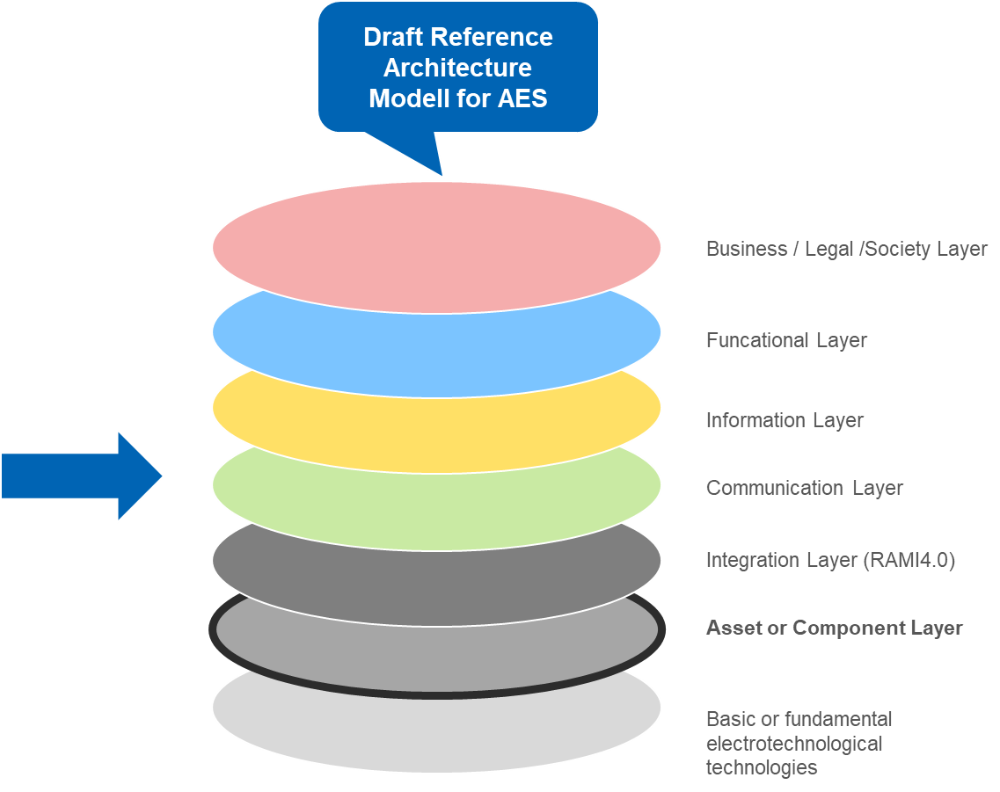 Draft Reference
Architecture
Modell for AES
Business / Legal /Society Layer
Funcational Layer
Information Layer
Communication Layer
Integration Layer (RAMI4.0)
Asset or Component Layer
Basic or fundamental
electrotechnological
technologies